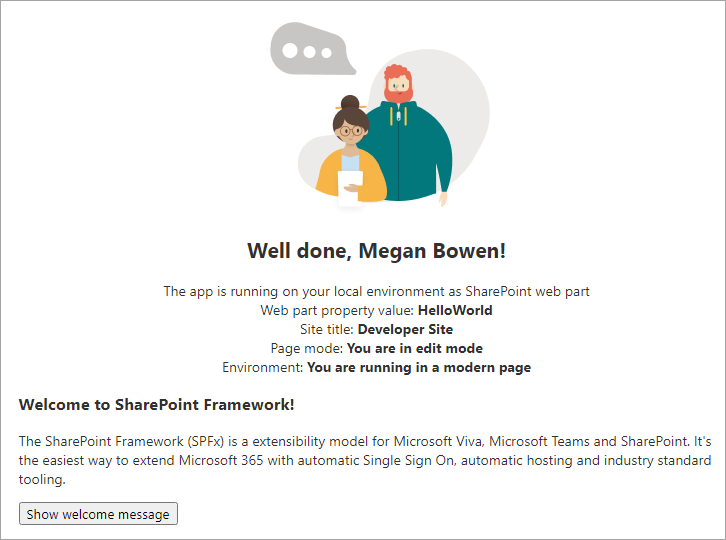 Well done, Megan Bowen!
The app is running on your local environment as SharePoint web part
Web part property value: HelloWorld
Site title: Developer Site
Page mode: You are in edit mode
Environment: You are running in a modern page
Welcome to SharePoint Framework!
The SharePoint Framework (SPFx) is a extensibility model for Microsoft Viva, Microsoft Teams and SharePoint. It's
the easiest way to extend Microsoft 365 with automatic Single Sign On, automatic hosting and industry standard
tooling.
Show welcome message